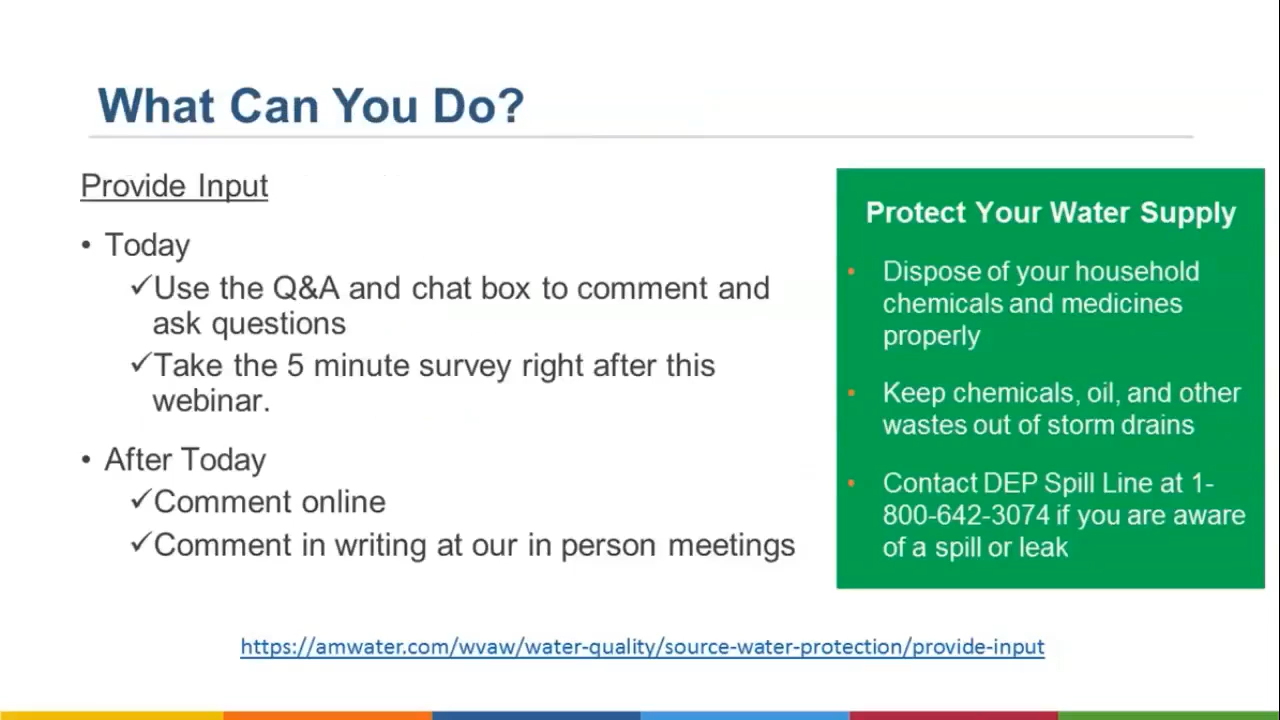 What Can You Do?
Provide Input
• Today
✓Use the Q&A and chat box to comment and
ask questions
✓Take the 5 minute survey right after this
webinar.
• After Today
✓Comment online
✓Comment in writing at our in person meetings
Protect Your Water Supply
• Dispose of your household
chemicals and medicines
properly
• Keep chemicals, oil, and other
wastes out of storm drains
• Contact DEP Spill Line at 1-
800-642-3074 if you are aware
of a spill or leak
https://amwater.com/wvaw/water-quality/source-water-protection/provide-input